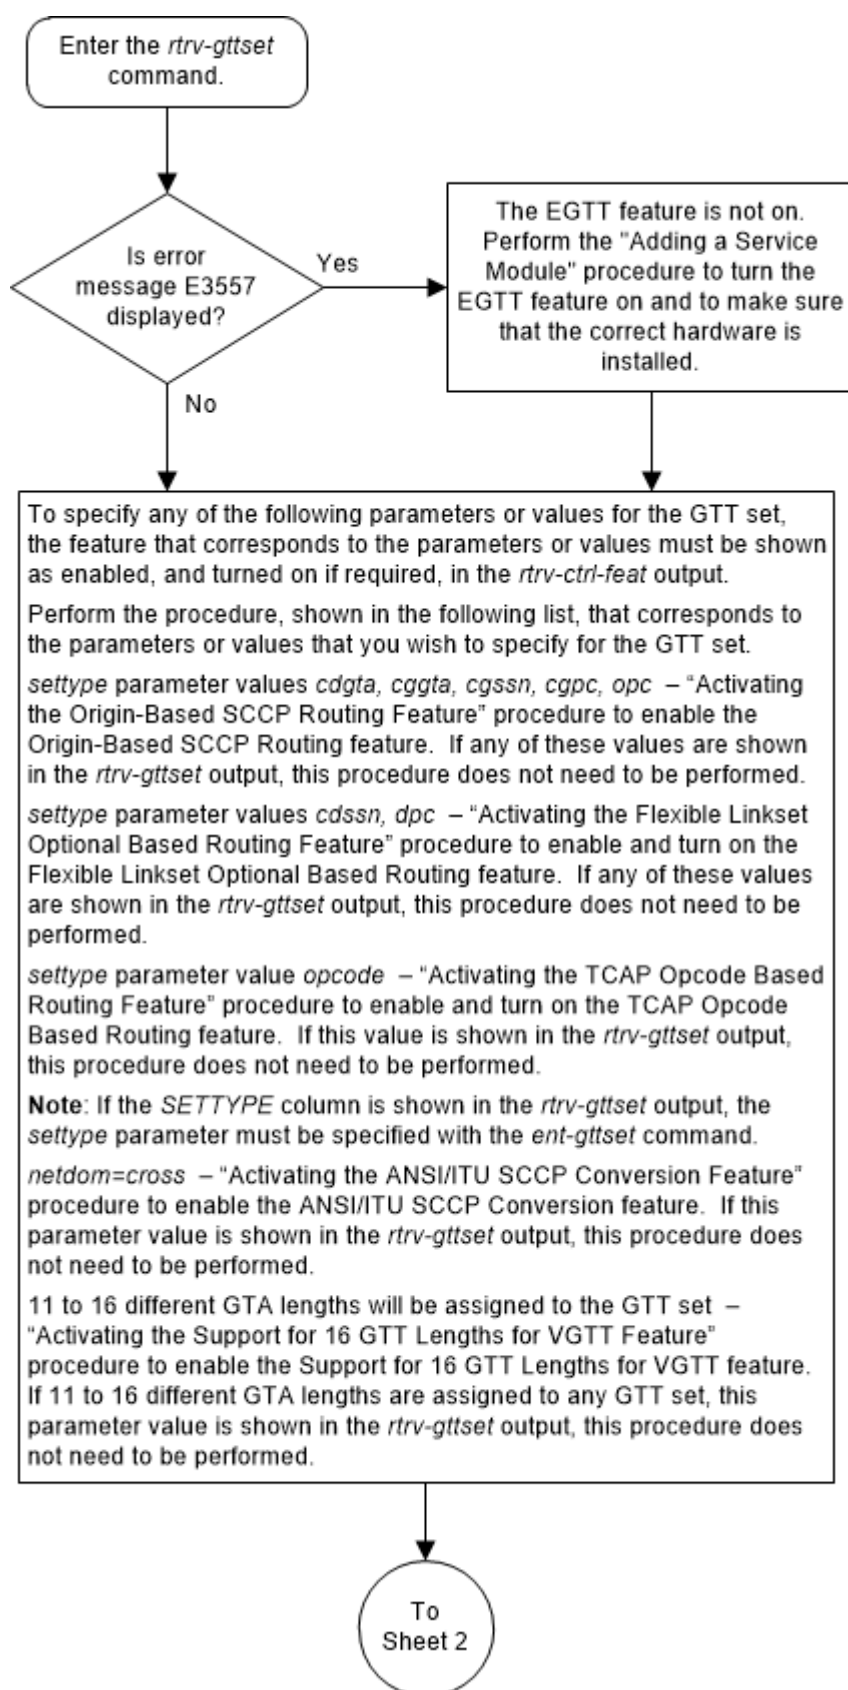 Enter the rtrv-gttset
command.
Is error
message E3557
displayed?
Yes
The EGTT feature is not on.
Perform the "Adding a Service
Module" procedure to turn the
EGTT feature on and to make sure
that the correct hardware is
installed.
No
To specify any of the following parameters or values for the GTT set,
the feature that corresponds to the parameters or values must be shown
as enabled, and turned on if required, in the rtrv-ctrl-feat output.
Perform the procedure, shown in the following list, that corresponds to
the parameters or values that you wish to specify for the GTT set.
settype parameter values cdgta, cggta, cgssn, cgpc, opc – “Activating
the Origin-Based SCCP Routing Feature” procedure to enable the
Origin-Based SCCP Routing feature. If any of these values are shown
in the rtrv-gttset output, this procedure does not need to be performed.
settype parameter values cdssn, dpc – “Activating the Flexible Linkset
Optional Based Routing Feature” procedure to enable and turn on the
Flexible Linkset Optional Based Routing feature. If any of these values
are shown in the rtrv-gttset output, this procedure does not need to be
performed.
settype parameter value opcode – “Activating the TCAP Opcode Based
Routing Feature” procedure to enable and turn on the TCAP Opcode
Based Routing feature. If this value is shown in the rtrv-gttset output,
this procedure does not need to be performed.
Note: If the SETTYPE column is shown in the rtrv-gttset output, the
settype parameter must be specified with the ent-gttset command.
netdom=cross – “Activating the ANSI/ITU SCCP Conversion Feature”
procedure to enable the ANSI/ITU SCCP Conversion feature. If this
parameter value is shown in the rtrv-gttset output, this procedure does
not need to be performed.
11 to 16 different GTA lengths will be assigned to the GTT set –
“Activating the Support for 16 GTT Lengths for VGTT Feature”
procedure to enable the Support for 16 GTT Lengths for VGTT feature.
If 11 to 16 different GTA lengths are assigned to any GTT set, this
parameter value is shown in the rtrv-gttset output, this procedure does
not need to be performed.
To
Sheet 2